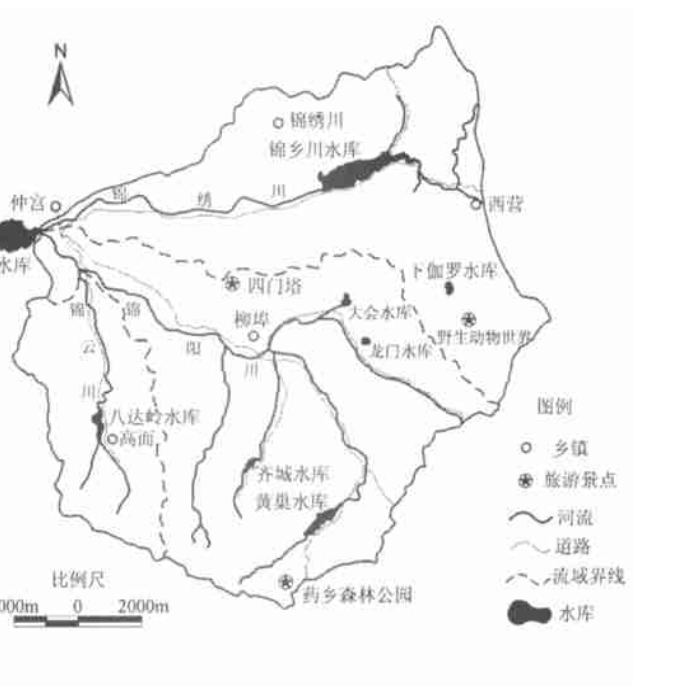 N
锦绣川
锦乡川水库
仲宫
锦
绣
川
西营
水库
四门塔
卞伽罗水库
大会水库
野生动物世界
柳埠
锦
锦
阳
川
龙门水库
云
川
八达岭水库
高面
齐城水库
黄巢水库
药乡森林公园
图例
乡镇
旅游景点
河流
道路
流域界线
水库
比例尺
000m 0 2000m